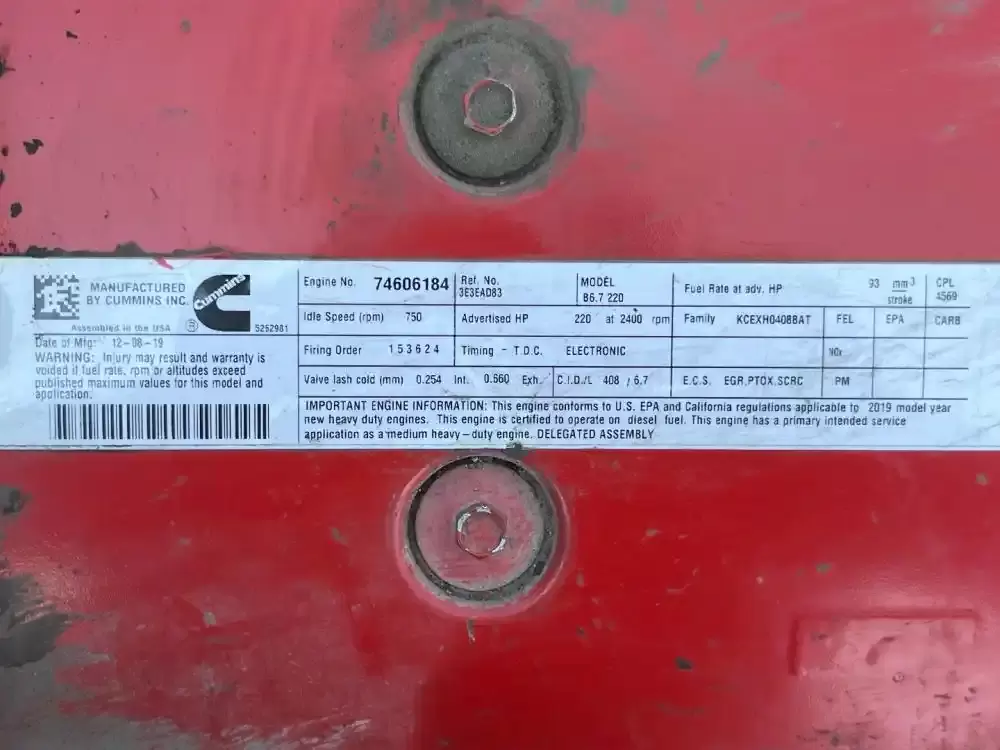 MANUFACTURED
BY CUMMINS INC.
Cummins
®
Assembled in the USA
5252981
Date of Mfg: 12-08-19
WARNING: Injury may result and warranty is
voided if fuel rate, rpm or altitudes exceed
published maximum values for this model and
application.
Engine No. 74606184
Ref. No.
3E3EAD83
MODEL
B6.7 220
Fuel Rate at adv. HP 93 mm³
stroke
CPL
4569
Idle Speed (rpm) 750
Advertised HP 220 at 2400 rpm
Family KCEXH0408BAT
FEL EPA CARB
Firing Order 1 5 3 6 2 4
Timing - T.D.C. ELECTRONIC
NOx
Valve lash cold (mm) 0.254 Int. 0.660 Exh.
C.I.D./L 408 / 6.7
E.C.S. EGR,PTOX,SCRC
PM
IMPORTANT ENGINE INFORMATION: This engine conforms to U.S. EPA and California regulations applicable to 2019 model year
new heavy duty engines. This engine is certified to operate on diesel fuel. This engine has a primary intended service
application as a medium heavy-duty engine. DELEGATED ASSEMBLY